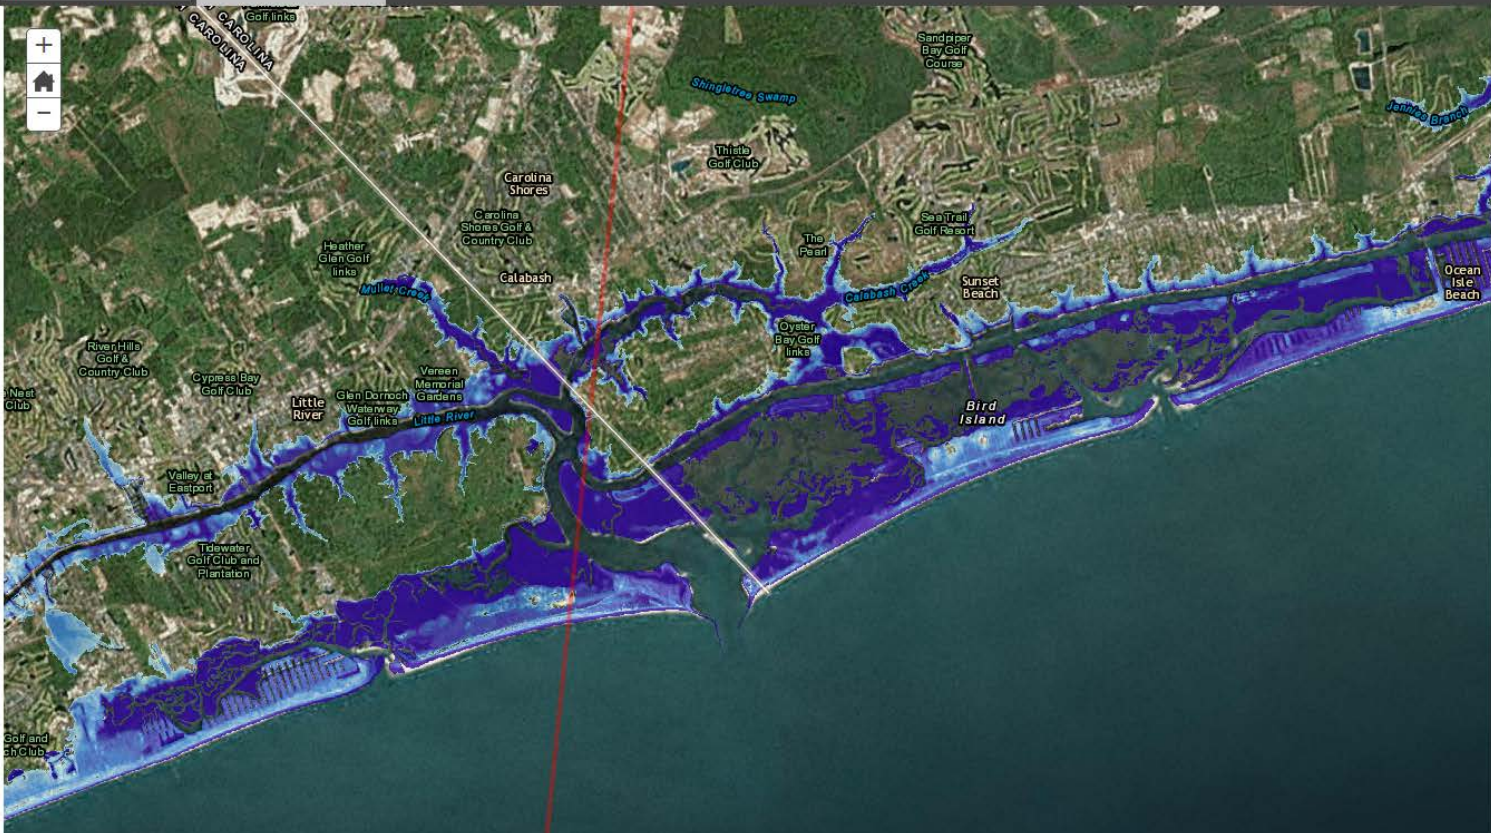 Golf links
CAROLINA
CAROLINA
+
−
Sandpiper
Bay Golf
Course
Shingletree Swamp
Jennies Branch
Thistle
Golf Club
Carolina
Shores
Carolina
Shores Golf &
Country Club
Sea Trail
Golf Resort
The
Pearl
Heather
Glen Golf
links
Calabash
Mullet Creek
Calabash Creek
Sunset
Beach
Ocean
Isle
Beach
Oyster
Bay Golf
links
River Hills
Golf &
Country Club
Cypress Bay
Golf Club
Vereen
Memorial
Gardens
Nest
Club
Little
River
Glen Dornoch
Waterway
Golf links
Little River
Bird
Island
Valley at
Eastport
Tidewater
Golf Club and
Plantation
Golf and
ch Club